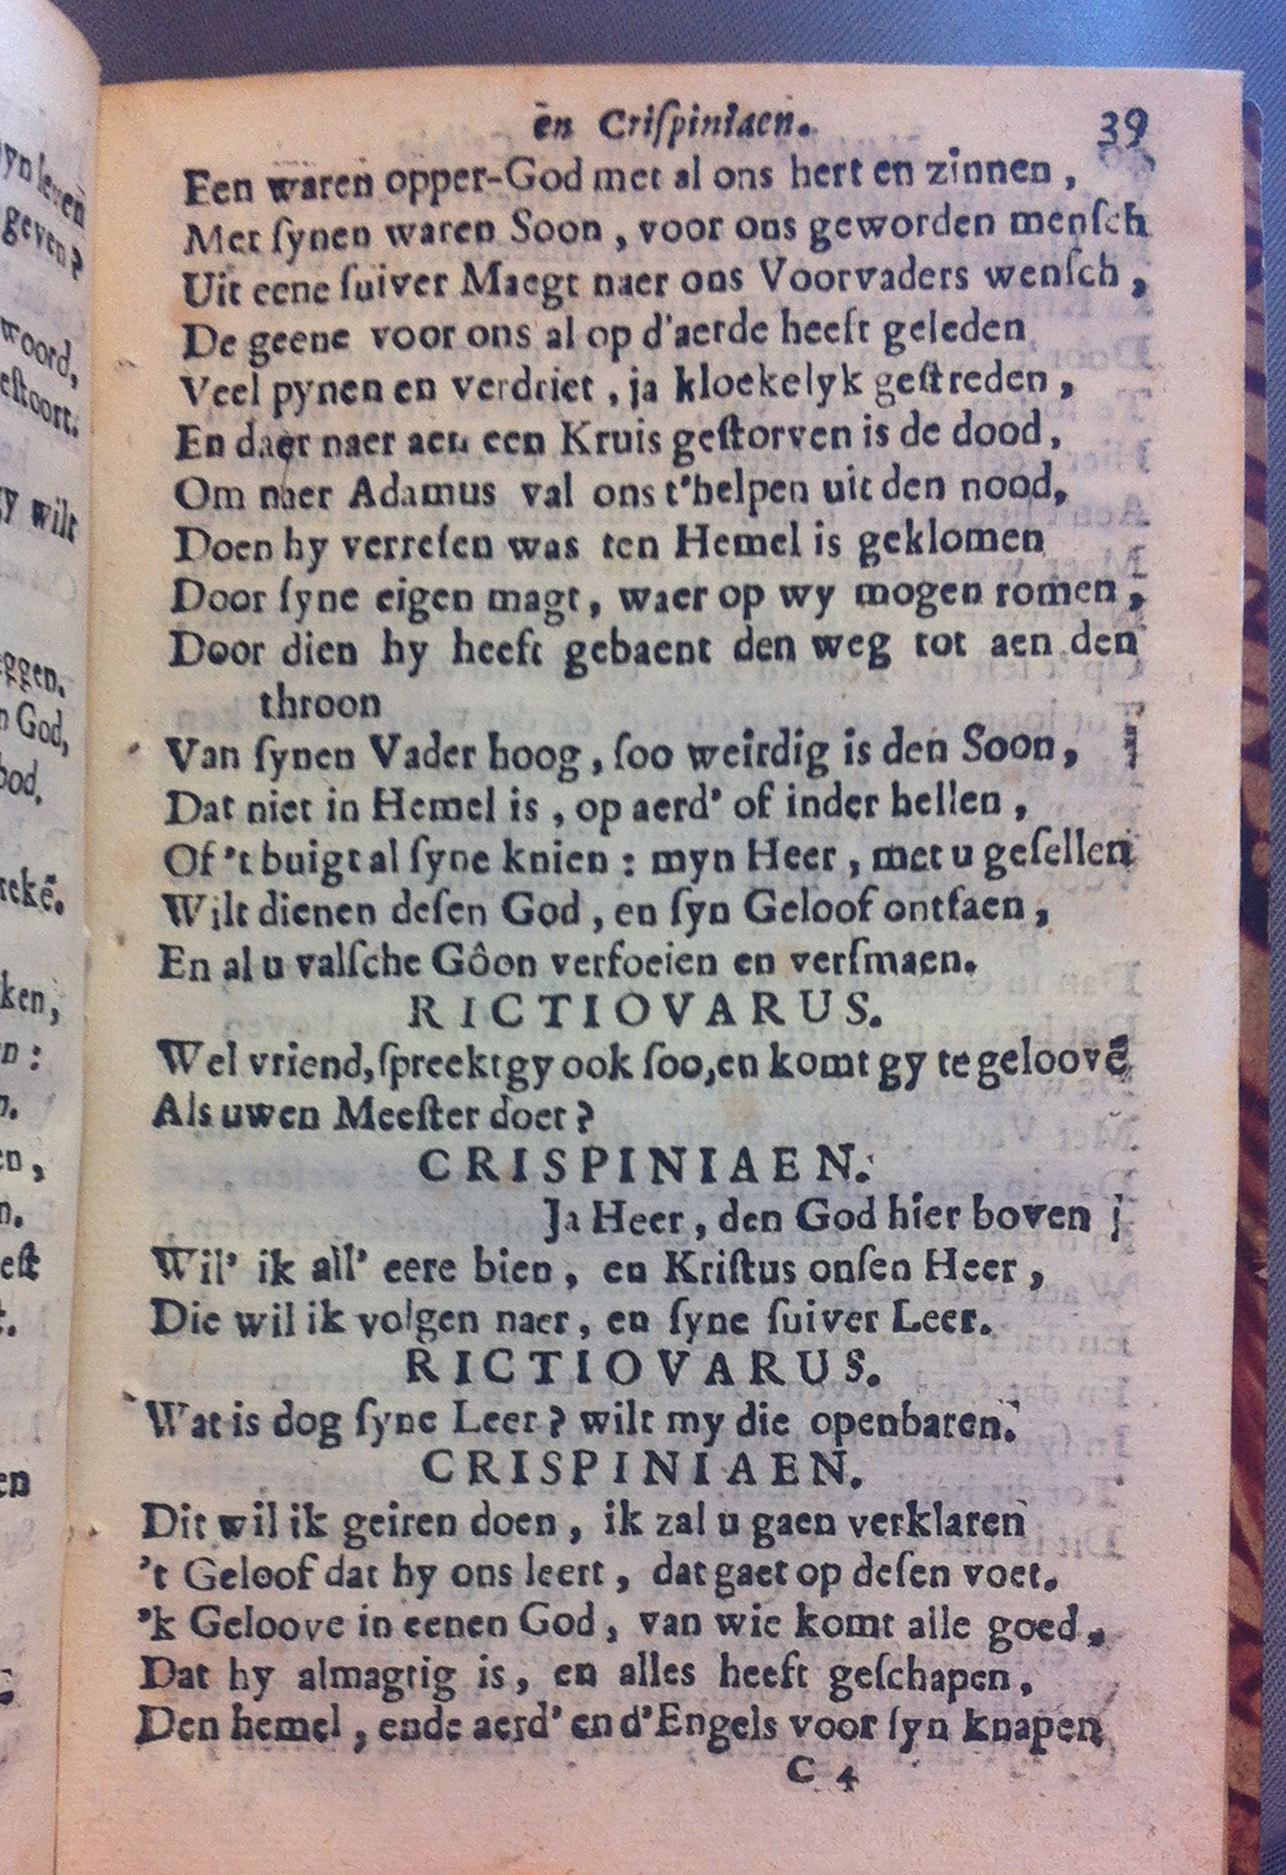 en Criſpiniaen. 39
Een waren opper-God met al ons hert en zinnen,
Met ſynen waren Soon, voor ons geworden menſch
Uit eene ſuiver Maegt naer ons Voorvaders wenſch,
De geene voor ons al op d'aerde heeft geleden
Veel pynen en verdriet, ja kloekelyk geſtreden,
En daer naer aen een Kruis geſtorven is de dood,
Om naer Adamus val ons t'helpen uit den nood,
Doen hy verreſen was ten Hemel is geklomen
Door ſyne eigen magt, waer op wy mogen romen,
Door dien hy heeft gebaent den weg tot aen den
throon
Van ſynen Vader hoog, ſoo weirdig is den Soon,
Dat niet in Hemel is, op aerd' of inder hellen,
Of 't buigt al ſyne knien: myn Heer, met u geſellen
Wilt dienen deſen God, en ſyn Geloof ontfaen,
En al u valſche Gôon verfoeien en verſmaen.
RICTIOVARUS.
Wel vriend, ſpreekt gy ook ſoo, en komt gy te geloovē
Als uwen Meeſter doet?
CRISPINIAEN.
Ja Heer, den God hier boven
Wil' ik all' eere bien, en Kriſtus onſen Heer,
Die wil ik volgen naer, en ſyne ſuiver Leer.
RICTIOVARUS.
Wat is dog ſyne Leer? wilt my die openbaren.
CRISPINIAEN.
Dit wil ik geiren doen, ik zal u gaen verklaren
't Geloof dat hy ons leert, dat gaet op deſen voet.
'k Geloove in eenen God, van wie komt alle goed,
Dat hy almagtig is, en alles heeft geſchapen,
Den hemel, ende aerd' en d'Engels voor ſyn knapen
C 4